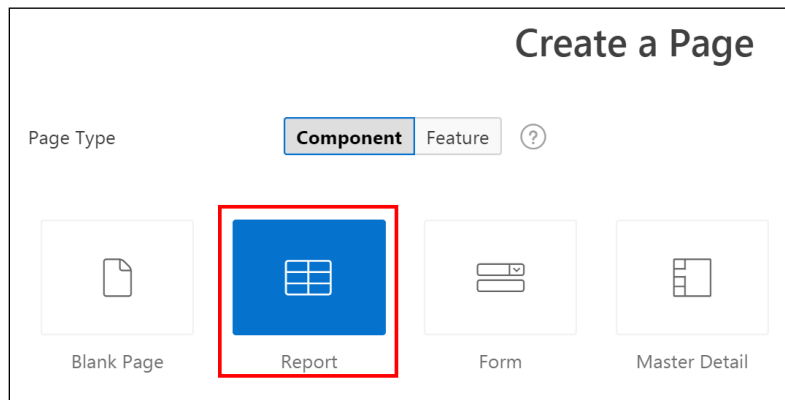 Create a Page
Page Type Component Feature ?
Blank Page Report Form Master Detail